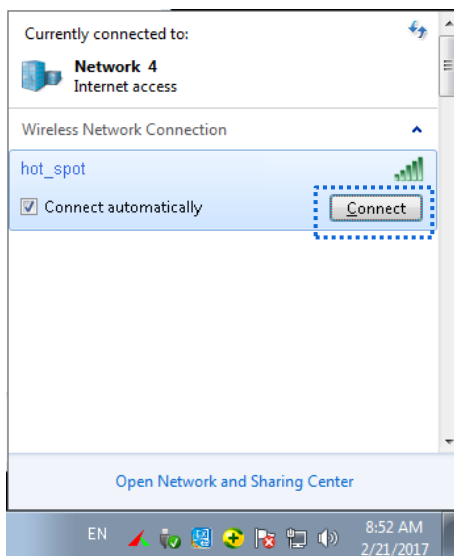 Currently connected to:
Network 4
Internet access
Wireless Network Connection
hot_spot
Connect automatically
Connect
Open Network and Sharing Center
EN
8:52 AM
2/21/2017